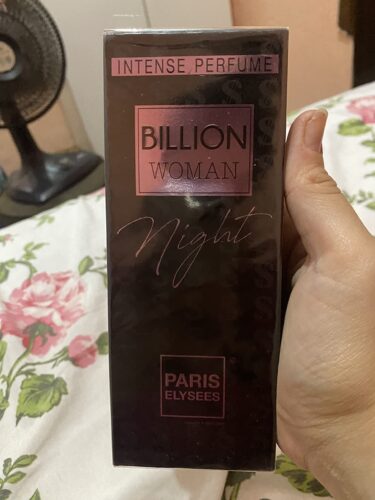 INTENSE PERFUME
BILLION
WOMAN
Night
PARIS
ELYSEES